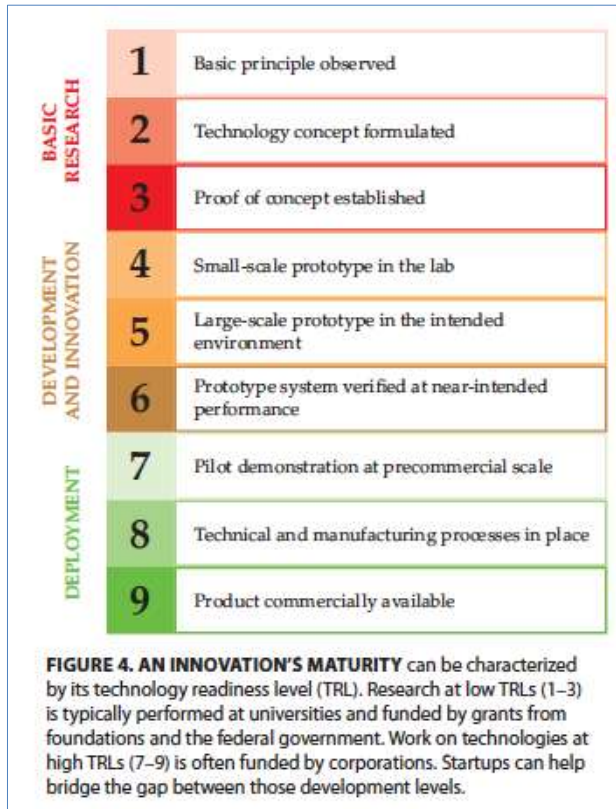 BASIC
RESEARCH
1
Basic principle observed
2
Technology concept formulated
3
Proof of concept established
DEVELOPMENT
AND INNOVATION
4
Small-scale prototype in the lab
5
Large-scale prototype in the intended
environment
6
Prototype system verified at near-intended
performance
DEPLOYMENT
7
Pilot demonstration at precommercial scale
8
Technical and manufacturing processes in place
9
Product commercially available
FIGURE 4. AN INNOVATION'S MATURITY can be characterized
by its technology readiness level (TRL). Research at low TRLs (1–3)
is typically performed at universities and funded by grants from
foundations and the federal government. Work on technologies at
high TRLs (7–9) is often funded by corporations. Startups can help
bridge the gap between those development levels.